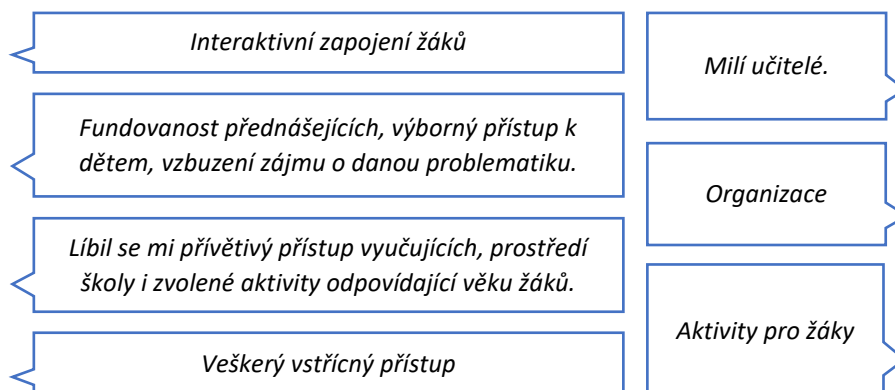 Interaktivní zapojení žáků
Fundovanost přednášejících, výborný přístup k
dětem, vzbuzení zájmu o danou problematiku.
Líbil se mi přívětivý přístup vyučujících, prostředí
školy i zvolené aktivity odpovídající věku žáků.
Veškerý vstřícný přístup
Milí učitelé.
Organizace
Aktivity pro žáky